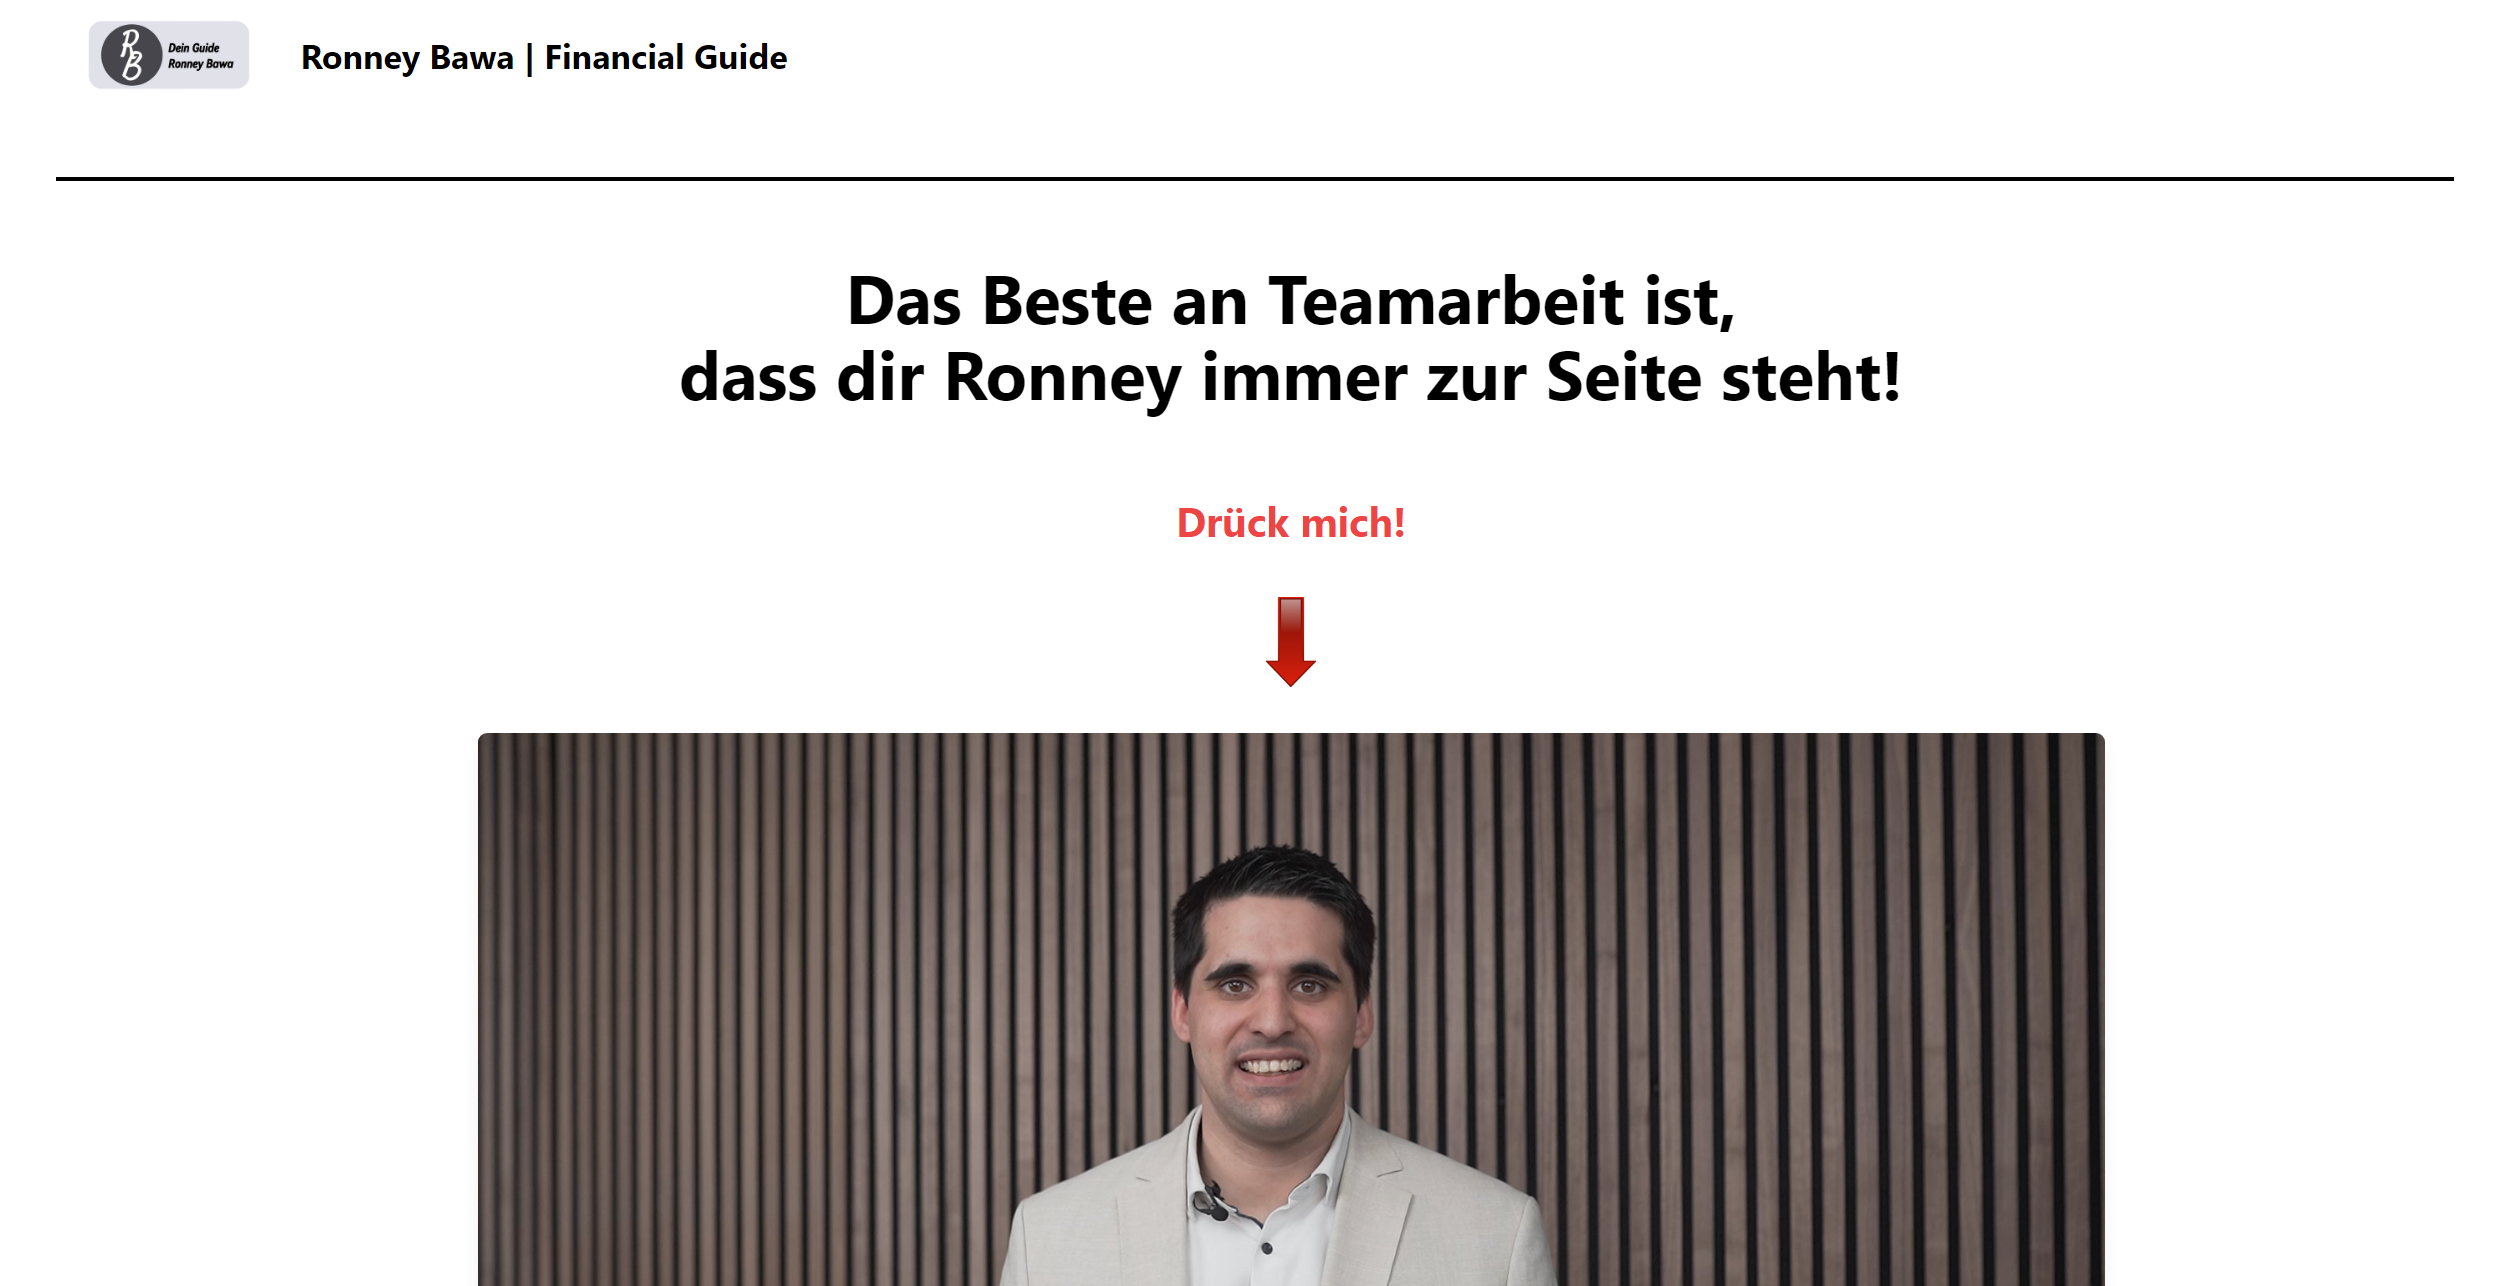 RB
Dein Guide
Ronney Bawa
Ronney Bawa | Financial Guide
Das Beste an Teamarbeit ist,
dass dir Ronney immer zur Seite steht!
Drück mich!